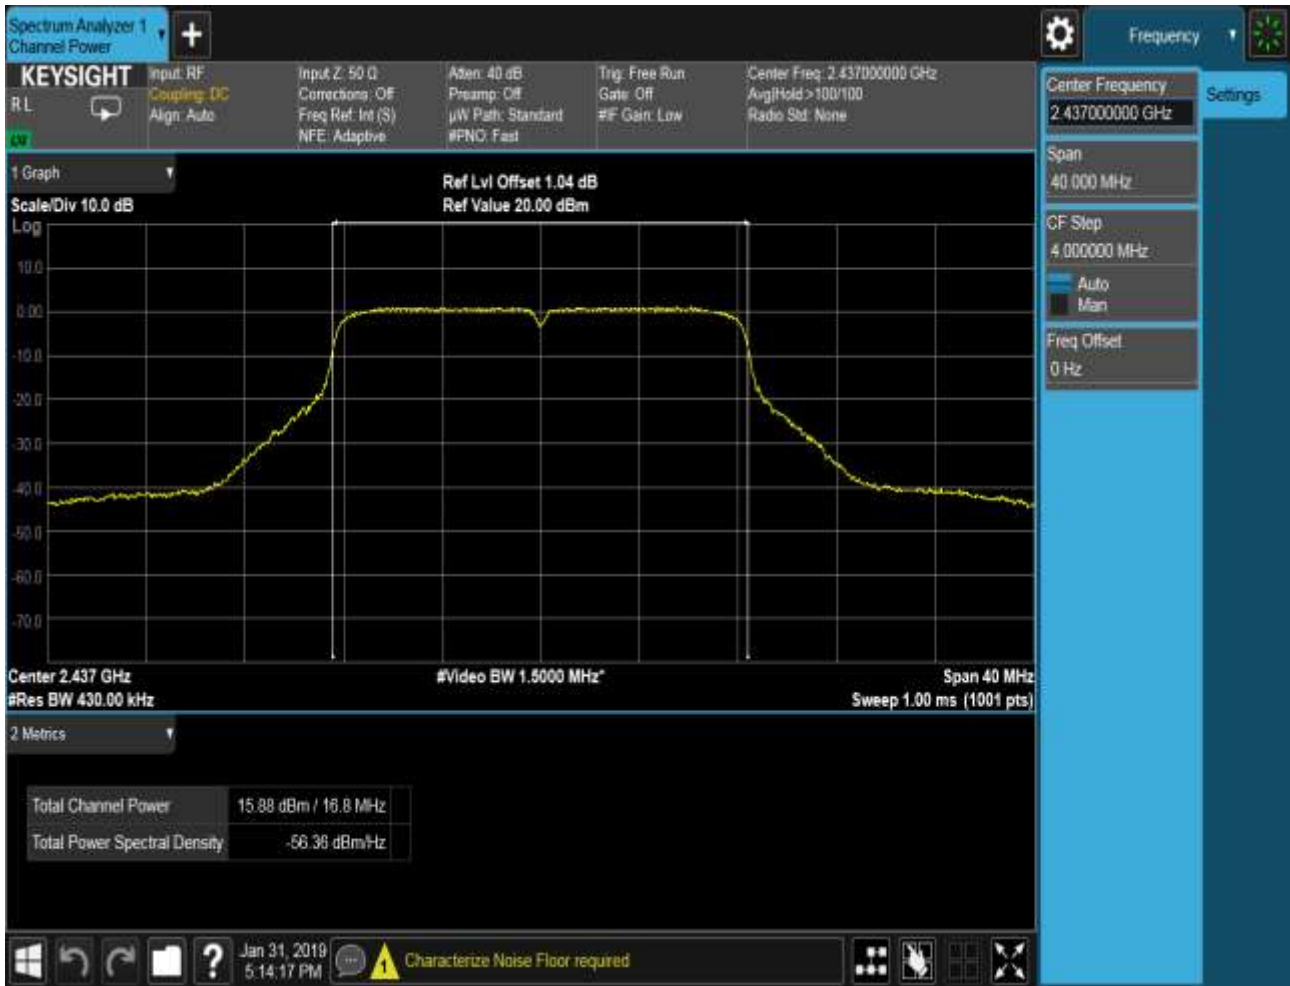 Spectrum Analyzer 1
Channel Power
+
Frequency
KEYSIGHT
R L
Input: RF
Coupling: DC
Align: Auto
Input Z: 50 Ω
Corrections: Off
Freq Ref: Int (S)
NFE: Adaptive
Atten: 40 dB
Preamp: Off
µW Path: Standard
#PNO: Fast
Trig: Free Run
Gate: Off
#IF Gain: Low
Center Freq: 2.437000000 GHz
Avg|Hold:>100/100
Radio Std: None
Center Frequency
2.437000000 GHz
Settings
Span
40.000 MHz
CF Step
4.000000 MHz
Auto
Man
Freq Offset
0 Hz
1 Graph
Ref Lvl Offset 1.04 dB
Scale/Div 10.0 dB
Ref Value 20.00 dBm
Log
10.0
0.00
-10.0
-20.0
-30.0
-40.0
-50.0
-60.0
-70.0
Center 2.437 GHz
#Video BW 1.5000 MHz*
Span 40 MHz
#Res BW 430.00 kHz
Sweep 1.00 ms (1001 pts)
2 Metrics
Total Channel Power 15.88 dBm / 16.8 MHz
Total Power Spectral Density -56.36 dBm/Hz
?
Jan 31, 2019
5:14:17 PM
1
Characterize Noise Floor required